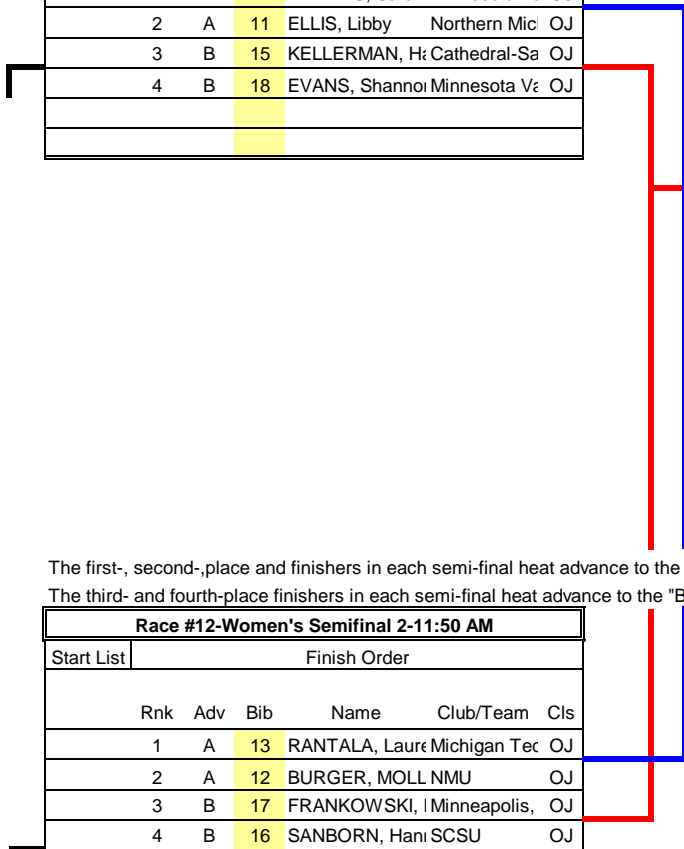 2 A 11 ELLIS, Libby Northern Mic OJ
3 B 15 KELLERMAN, Ha Cathedral-Sa OJ
4 B 18 EVANS, Shannon Minnesota Va OJ
The first-, second-,place and finishers in each semi-final heat advance to the
The third- and fourth-place finishers in each semi-final heat advance to the "B
Race #12-Women's Semifinal 2-11:50 AM
Start List Finish Order
Rnk Adv Bib Name Club/Team Cls
1 A 13 RANTALA, Laure Michigan Tec OJ
2 A 12 BURGER, MOLL NMU OJ
3 B 17 FRANKOWSKI, Minneapolis, OJ
4 B 16 SANBORN, Han SCSU OJ